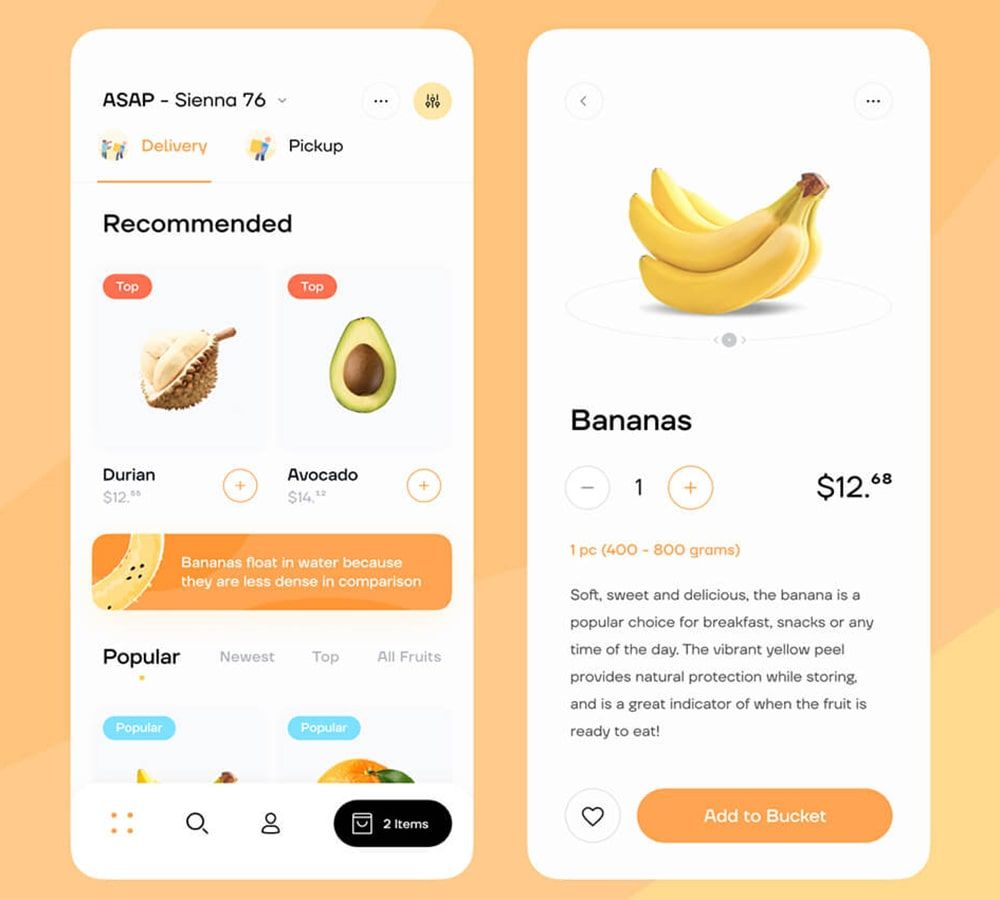 ASAP - Sienna 76
Delivery
Pickup
Recommended
Top
Top
Durian
$12.
Avocado
$14.12
Bananas float in water because
they are less dense in comparison
Popular
Newest
Top
All Fruits
Popular
Popular
2 Items
Bananas
1
$12.68
1 pc (400 - 800 grams)
Soft, sweet and delicious, the banana is a
popular choice for breakfast, snacks or any
time of the day. The vibrant yellow peel
provides natural protection while storing,
and is a great indicator of when the fruit is
ready to eat!
Add to Bucket